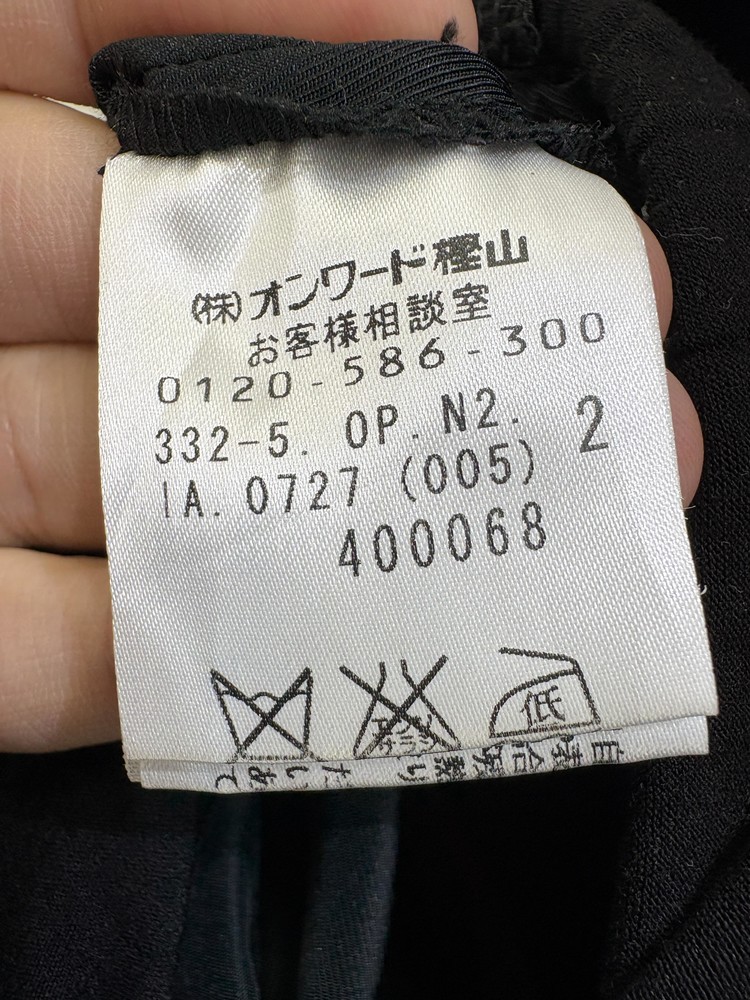 (株)オンワード樫山
お客様相談室
0120-586-300
332-5. OP. N2. 2
IA. 0727 (005)
400068
低